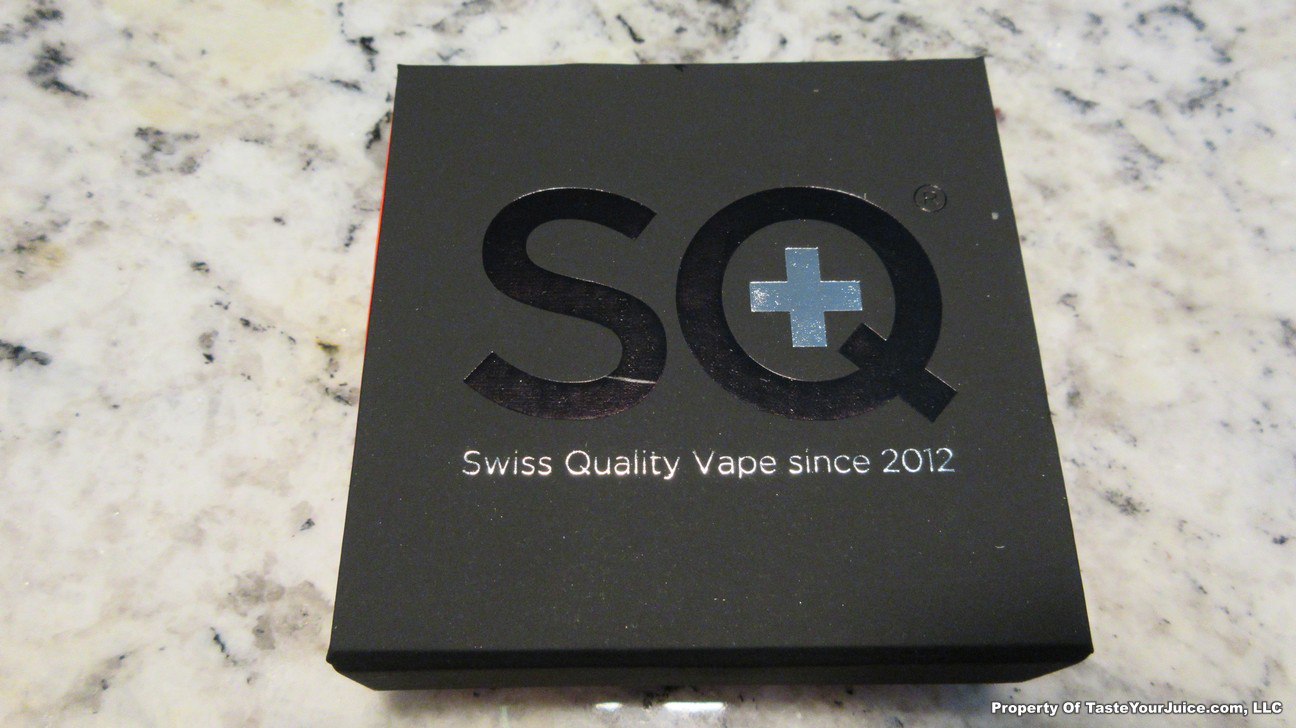 SQ®
Swiss Quality Vape since 2012
Property Of TasteYourJuice.com, LLC